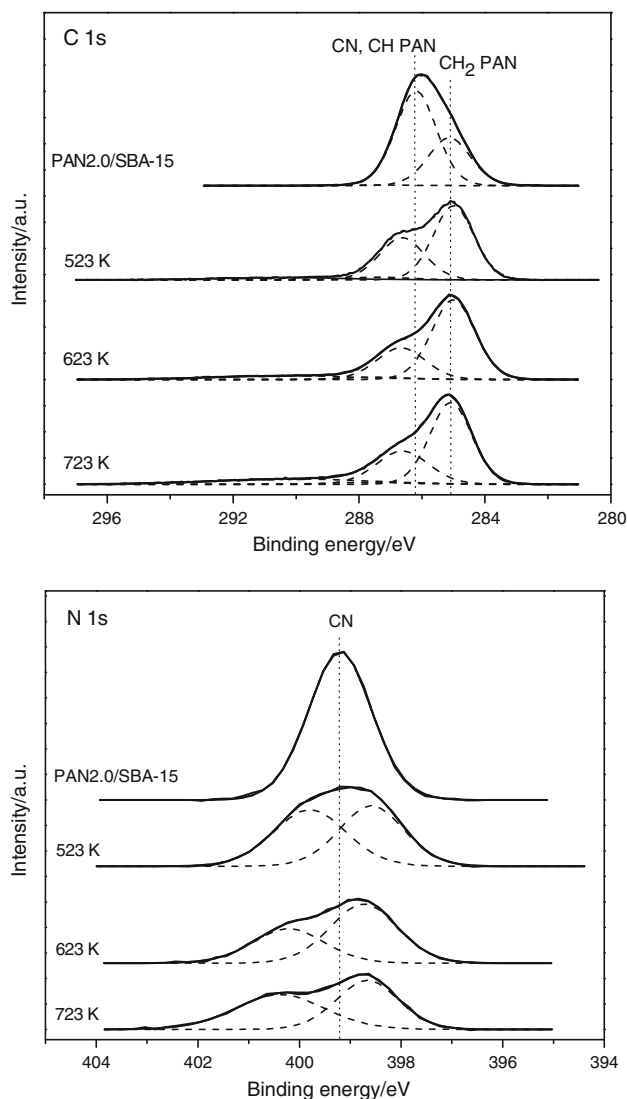 C 1s
CN, CH PAN
CH2 PAN
PAN2.0/SBA-15
523 K
623 K
723 K
Intensity/a.u.
296 292 288 284 280
Binding energy/eV
N 1s
CN
PAN2.0/SBA-15
523 K
623 K
723 K
Intensity/a.u.
404 402 400 398 396 394
Binding energy/eV